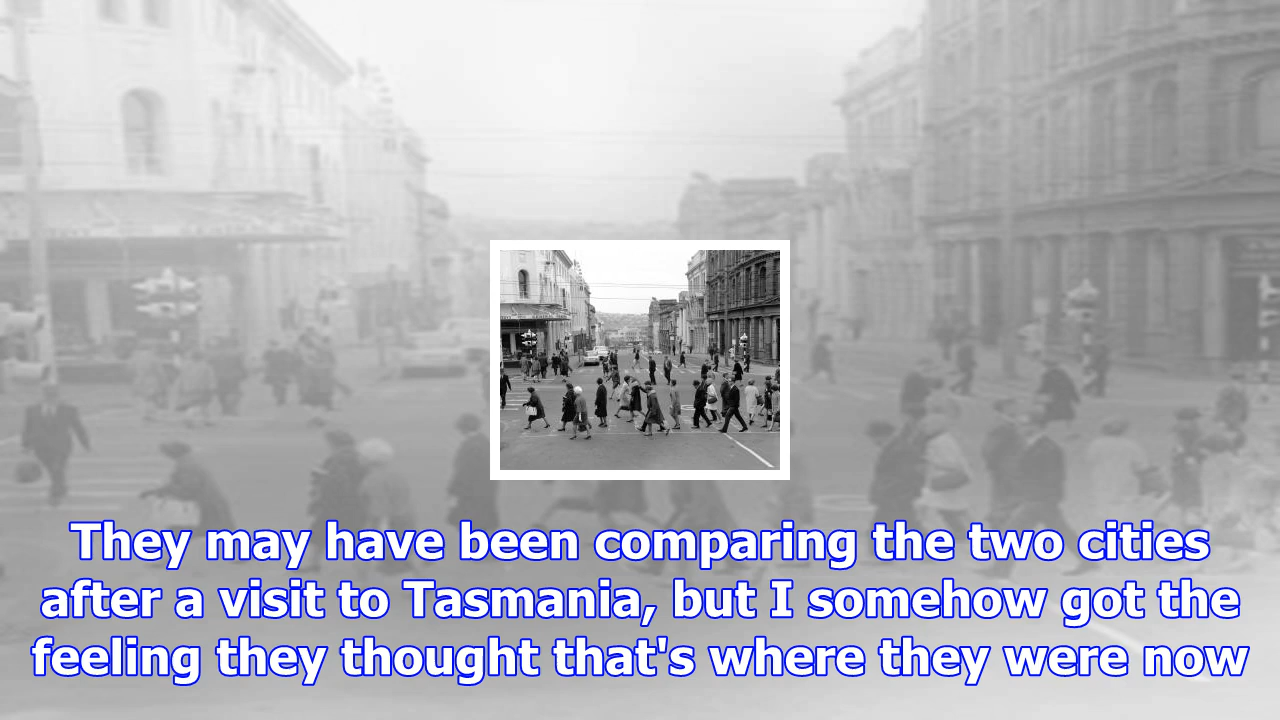 They may have been comparing the two cities
after a visit to Tasmania, but I somehow got the
feeling they thought that's where they were now